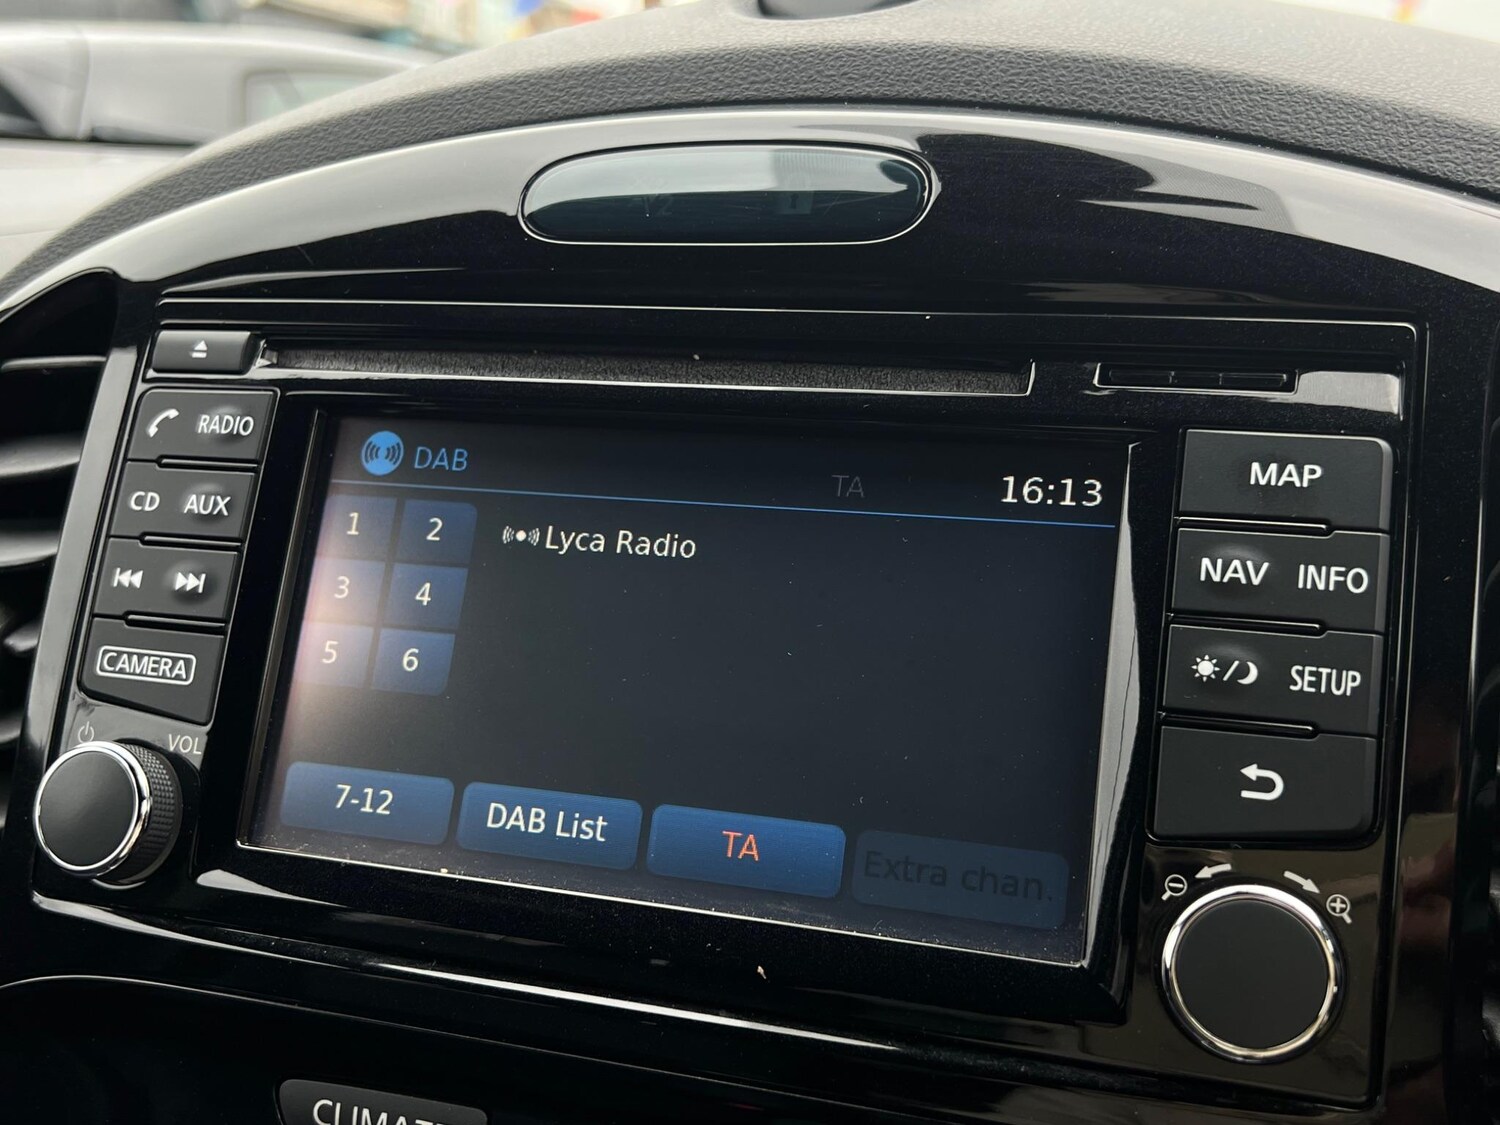 RADIO
CD AUX
CAMERA
VOL
DAB
TA
16:13
1 2
3 4
5 6
Lyca Radio
7-12
DAB List
TA
Extra chan.
MAP
NAV INFO
SETUP